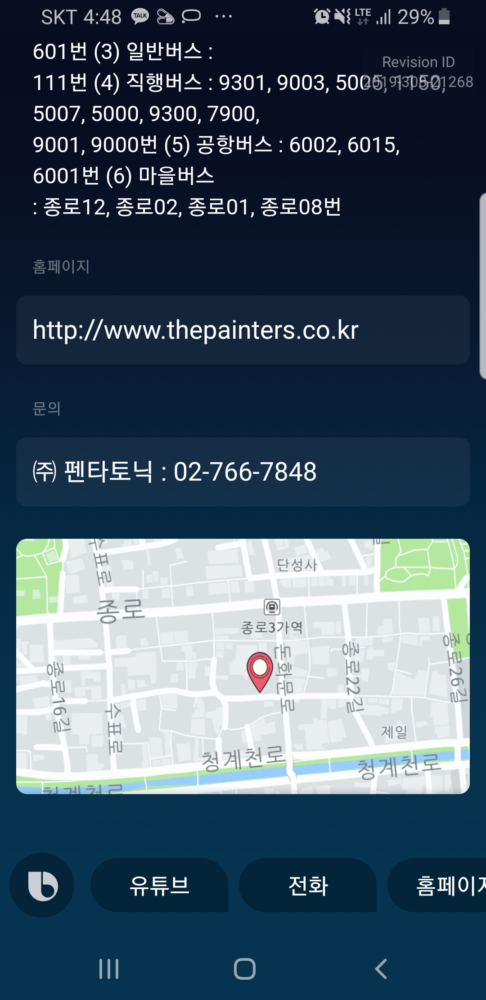 SKT 4:48 TALK ... LTE 29%
601번 (3) 일반버스 :
Revision ID
111번 (4) 직행버스 : 9301, 9003, 5005, 1150,
5007, 5000, 9300, 7900,
9001, 9000번 (5) 공항버스 : 6002, 6015,
6001번 (6) 마을버스
: 종로12, 종로02, 종로01, 종로08번
홈페이지
http://www.thepainters.co.kr
문의
㈜ 펜타토닉 : 02-766-7848
수표로
단성사
종로
종로3가역
돈화문로
종로22길
종로26길
종로16길
수표로
제일
청계천로
청계천로
청계천로
유튜브
전화
홈페이지